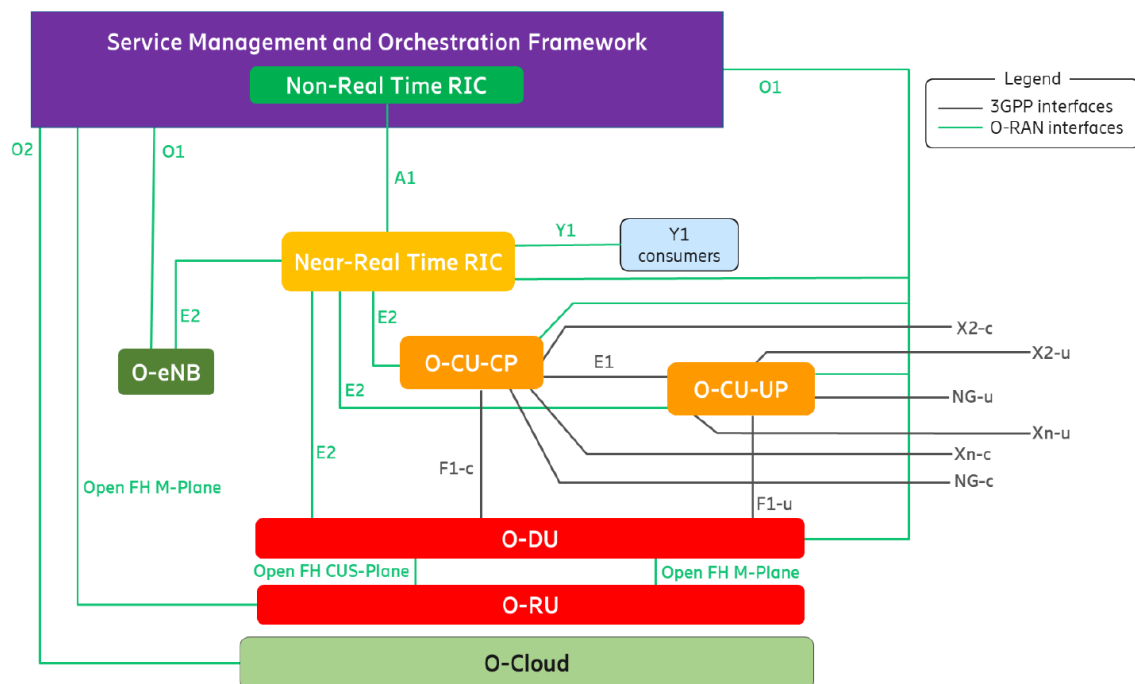 Service Management and Orchestration Framework
Non-Real Time RIC
Legend
3GPP interfaces
O-RAN interfaces
O1
O2
O1
A1
Y1
Y1
consumers
Near-Real Time RIC
E2
E2
X2-c
O-CU-CP
E1
X2-u
O-eNB
O-CU-UP
E2
NG-u
Xn-u
E2
Xn-c
F1-c
NG-c
Open FH M-Plane
F1-u
O-DU
Open FH CUS-Plane
Open FH M-Plane
O-RU
O-Cloud